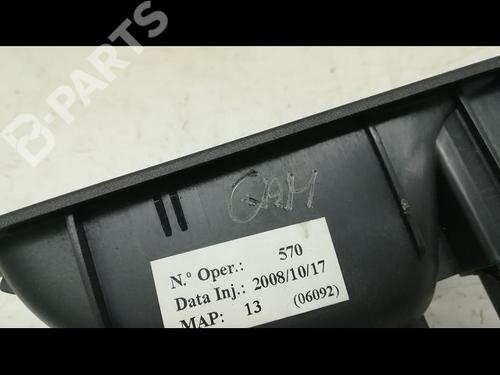 B-PARTS
GAM
N.º Oper.: 570
Data Inj.: 2008/10/17
MAP: 13 (06092)